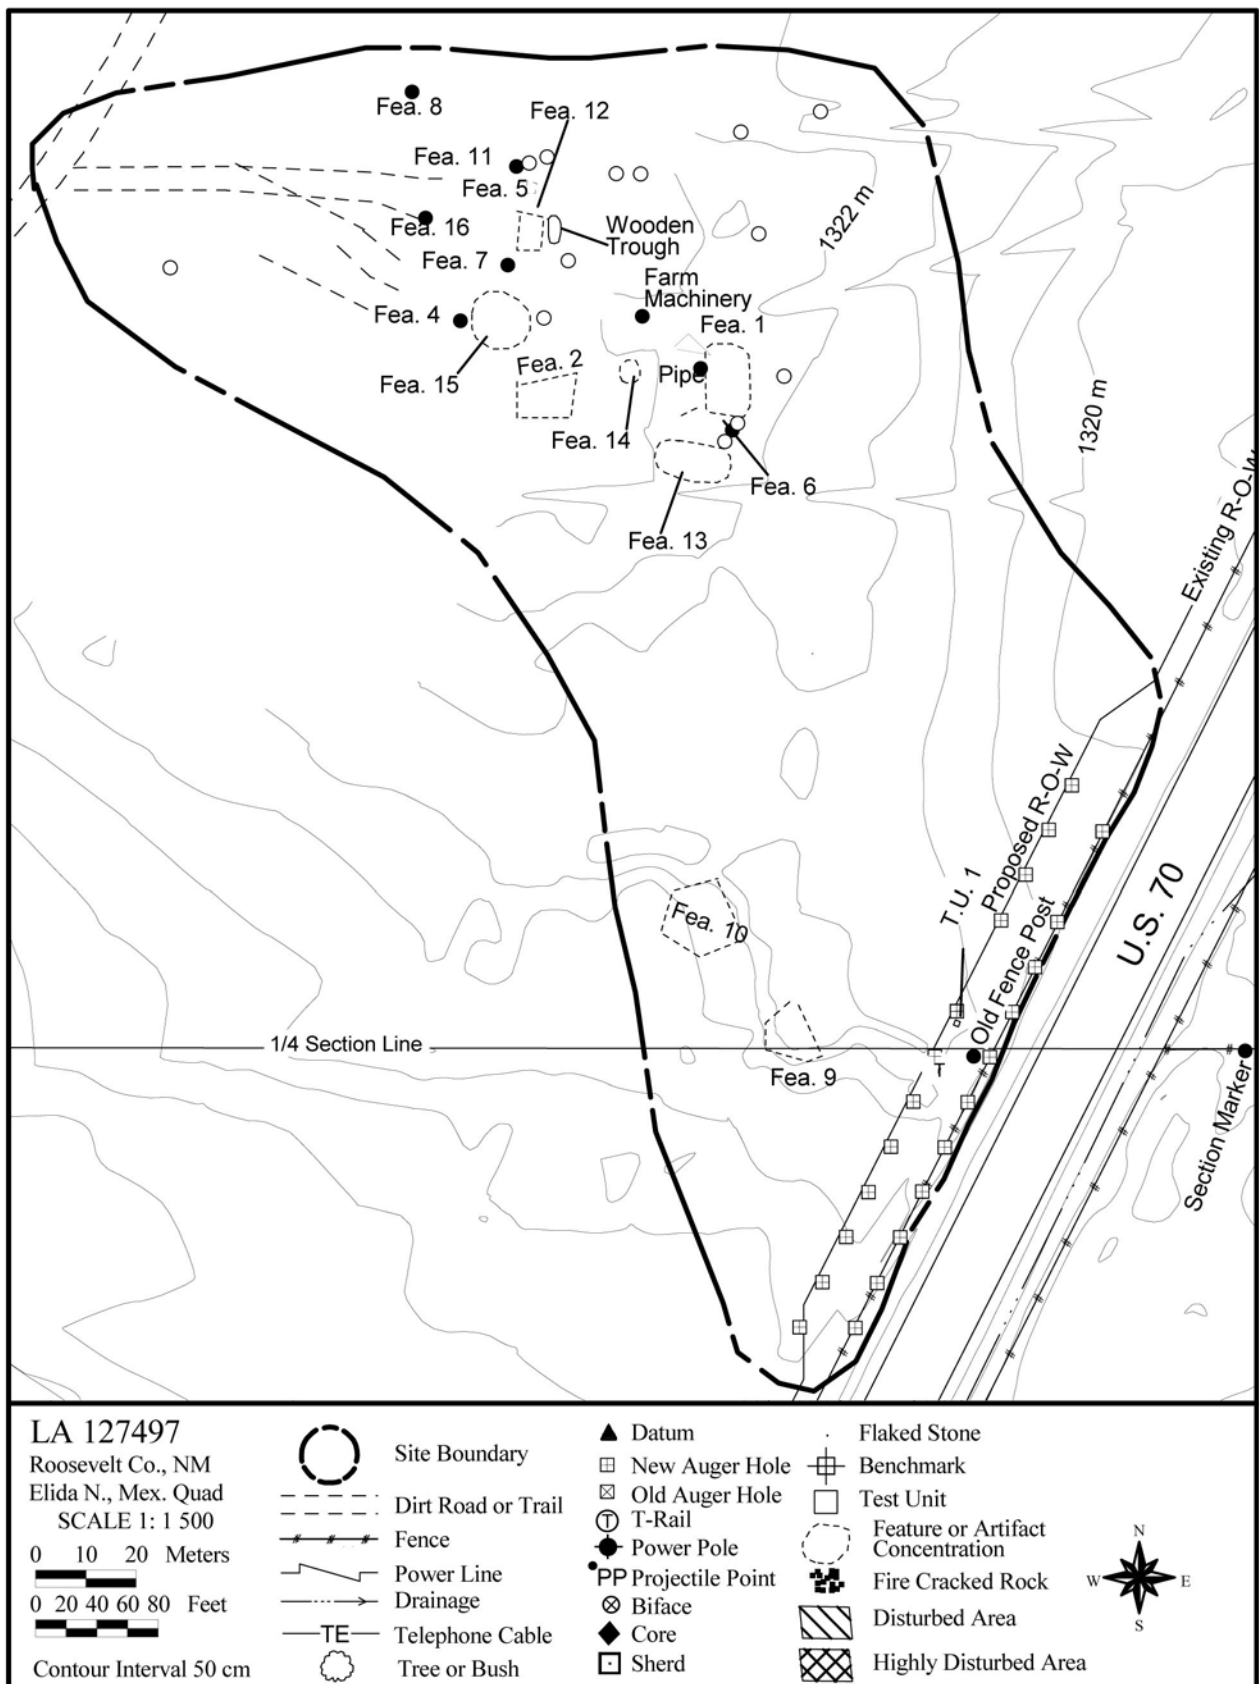 Fea. 8
Fea. 12
Fea. 11
Fea. 5
Fea. 16
Wooden
Trough
Fea. 7
1322 m
Farm
Machinery
Fea. 4
Fea. 1
Fea. 2
Fea. 15
Pipe
1320 m
Fea. 14
Fea. 6
Fea. 13
Existing R-O-W
Proposed R-O-W
T.U. 1
Old Fence Post
U.S. 70
Fea. 10
1/4 Section Line
Fea. 9
T
Section Marker
LA 127497
Roosevelt Co., NM
Elida N., Mex. Quad
SCALE 1: 1 500
0 10 20 Meters
0 20 40 60 80 Feet
Contour Interval 50 cm
Site Boundary
Dirt Road or Trail
Fence
Power Line
Drainage
TE Telephone Cable
Tree or Bush
Datum
New Auger Hole
Old Auger Hole
T T-Rail
Power Pole
PP Projectile Point
Biface
Core
Sherd
Flaked Stone
Benchmark
Test Unit
Feature or Artifact
Concentration
Fire Cracked Rock
Disturbed Area
Highly Disturbed Area
N
W E
S